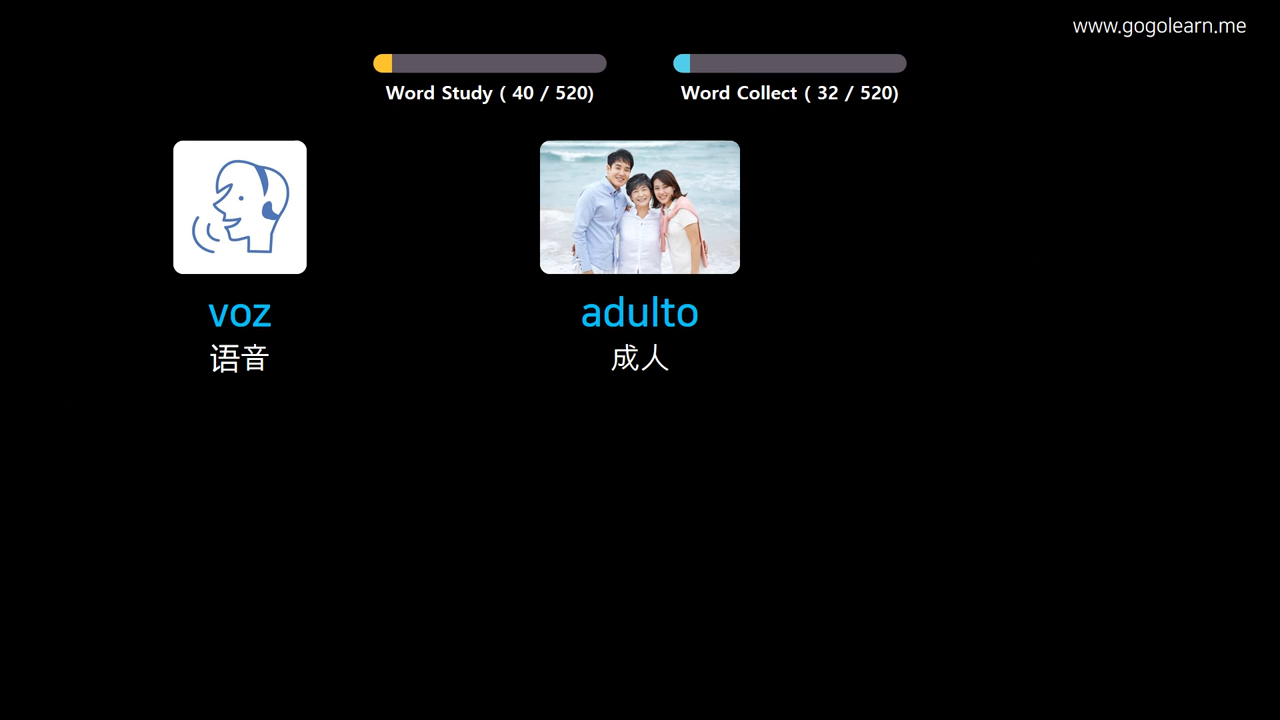 www.gogolearn.me
Word Study ( 40 / 520)
Word Collect ( 32 / 520)
voz
语音
adulto
成人